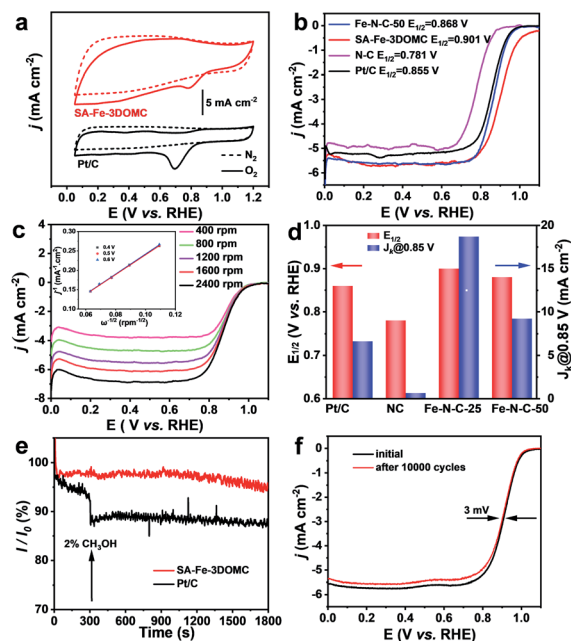 a
j (mA cm-2)
SA-Fe-3DOMC
5 mA cm-2
Pt/C
N2
O2
0.0 0.2 0.4 0.6 0.8 1.0 1.2
E (V vs. RHE)
b
Fe-N-C-50 E1/2=0.868 V
SA-Fe-3DOMC E1/2=0.901 V
N-C E1/2=0.781 V
Pt/C E1/2=0.855 V
j (mA cm-2)
0
-1
-2
-3
-4
-5
-6
-7
0.0 0.2 0.4 0.6 0.8 1.0
E (V vs. RHE)
c
j (mA cm-2)
0
-2
-4
-6
-8
0.0 0.2 0.4 0.6 0.8 1.0
E (V vs. RHE)
400 rpm
800 rpm
1200 rpm
1600 rpm
2400 rpm
j-1 (mA-1.cm-2)
0.25
0.20
0.15
0.10
0.4 V
0.5 V
0.6 V
0.06 0.08 0.10 0.12
ω-1/2 (rpm-1/2)
d
E1/2 (V vs. RHE)
1.0
0.9
0.8
0.7
0.6
E1/2
Jk@0.85 V
20
15
10
5
0
Jk@0.85 V (mA cm-2)
Pt/C NC Fe-N-C-25 Fe-N-C-50
e
I / I0 (%)
100
90
80
70
2% CH3OH
SA-Fe-3DOMC
Pt/C
0 300 600 900 1200 1500 1800
Time (s)
f
j (mA cm-2)
0
-1
-2
-3
-4
-5
-6
initial
after 10000 cycles
3 mV
0.0 0.2 0.4 0.6 0.8 1.0
E (V vs. RHE)